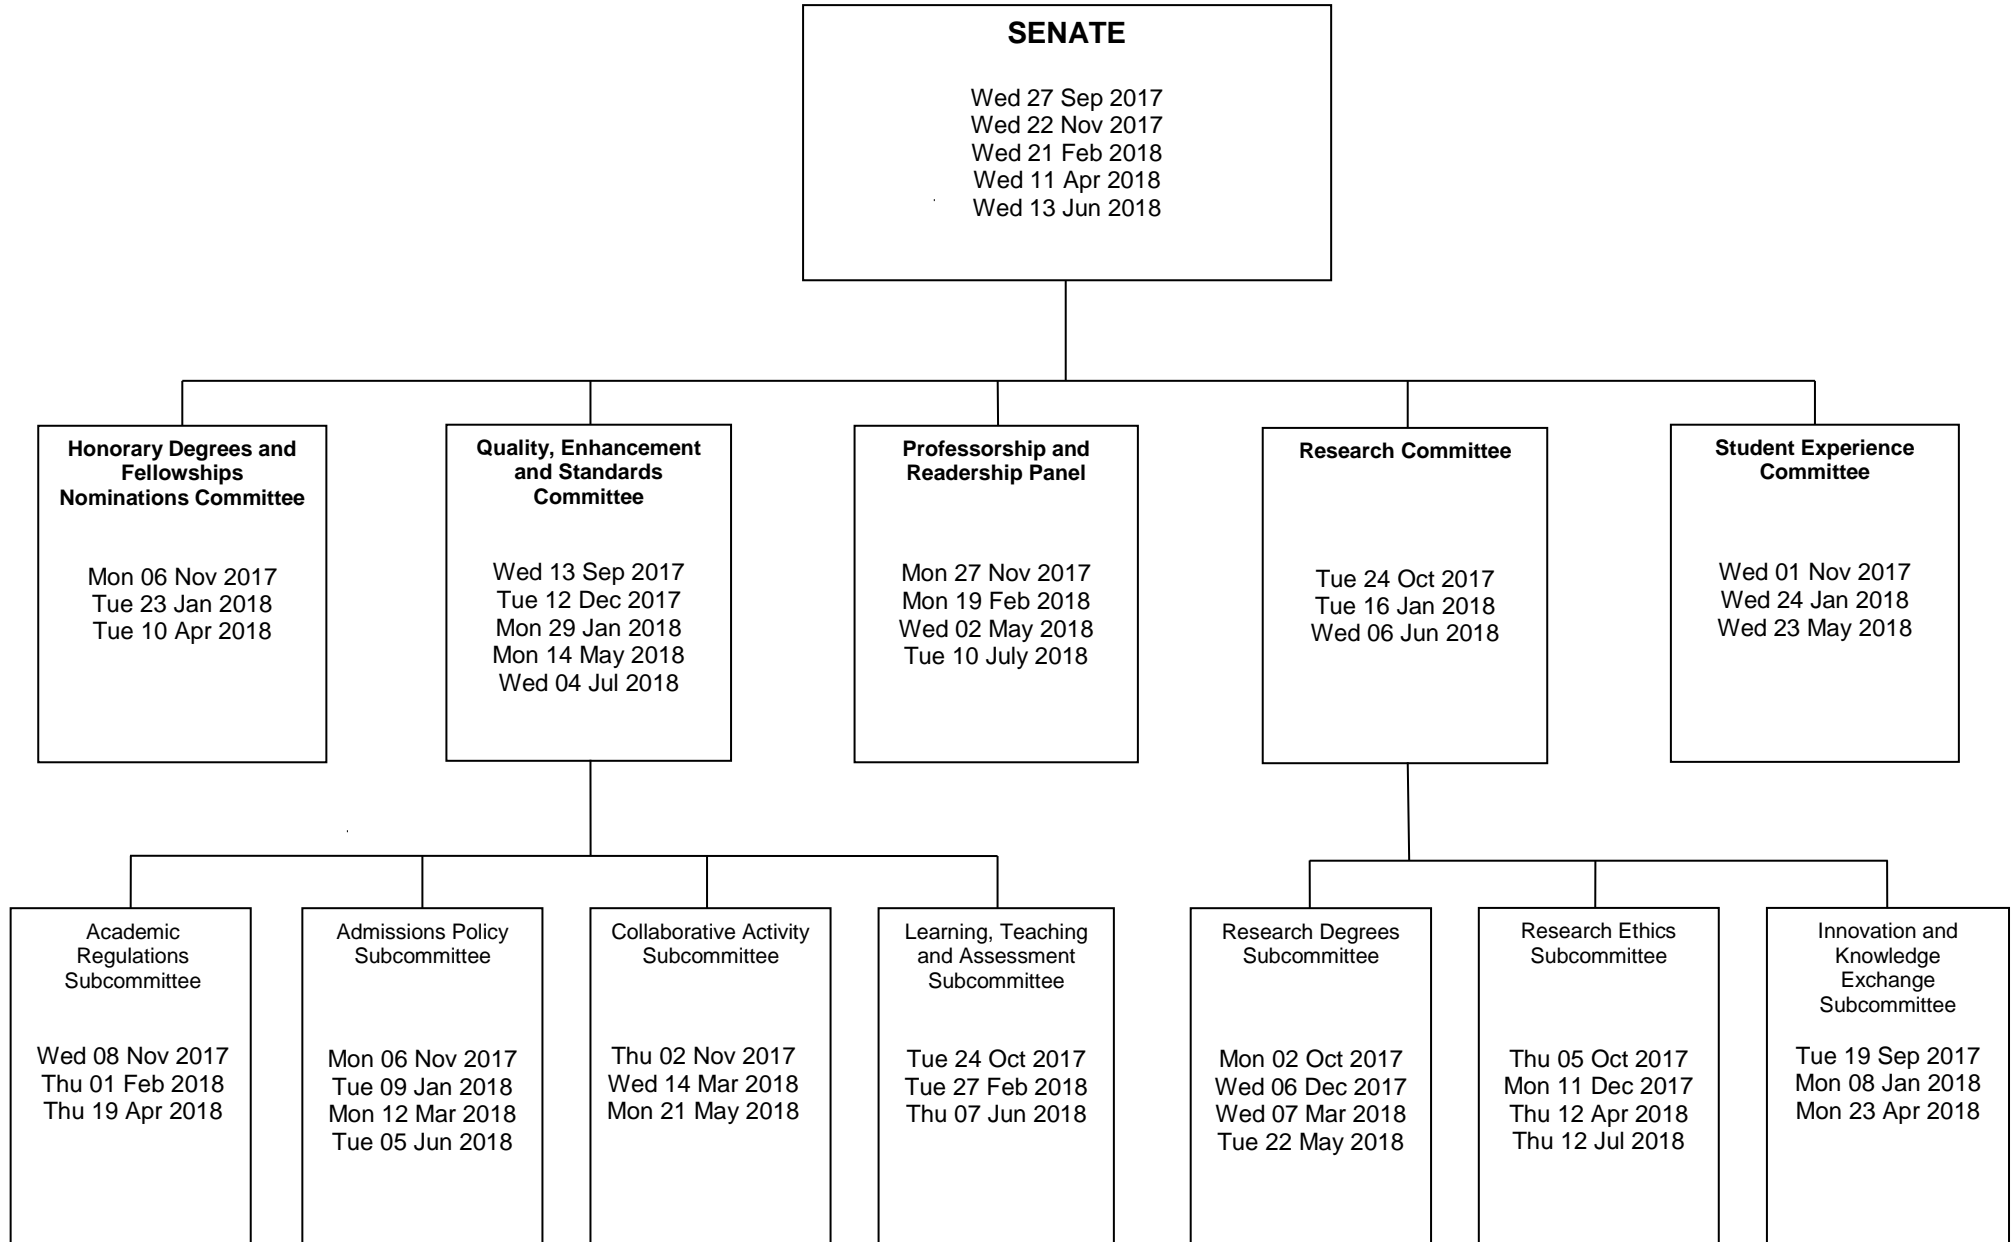 SENATE
Wed 27 Sep 2017
Wed 22 Nov 2017
Wed 21 Feb 2018
Wed 11 Apr 2018
Wed 13 Jun 2018
Honorary Degrees and
Fellowships
Nominations Committee
Mon 06 Nov 2017
Tue 23 Jan 2018
Tue 10 Apr 2018
Quality, Enhancement
and Standards
Committee
Wed 13 Sep 2017
Tue 12 Dec 2017
Mon 29 Jan 2018
Mon 14 May 2018
Wed 04 Jul 2018
Professorship and
Readership Panel
Mon 27 Nov 2017
Mon 19 Feb 2018
Wed 02 May 2018
Tue 10 July 2018
Research Committee
Tue 24 Oct 2017
Tue 16 Jan 2018
Wed 06 Jun 2018
Student Experience
Committee
Wed 01 Nov 2017
Wed 24 Jan 2018
Wed 23 May 2018
Academic
Regulations
Subcommittee
Wed 08 Nov 2017
Thu 01 Feb 2018
Thu 19 Apr 2018
Admissions Policy
Subcommittee
Mon 06 Nov 2017
Tue 09 Jan 2018
Mon 12 Mar 2018
Tue 05 Jun 2018
Collaborative Activity
Subcommittee
Thu 02 Nov 2017
Wed 14 Mar 2018
Mon 21 May 2018
Learning, Teaching
and Assessment
Subcommittee
Tue 24 Oct 2017
Tue 27 Feb 2018
Thu 07 Jun 2018
Research Degrees
Subcommittee
Mon 02 Oct 2017
Wed 06 Dec 2017
Wed 07 Mar 2018
Tue 22 May 2018
Research Ethics
Subcommittee
Thu 05 Oct 2017
Mon 11 Dec 2017
Thu 12 Apr 2018
Thu 12 Jul 2018
Innovation and
Knowledge
Exchange
Subcommittee
Tue 19 Sep 2017
Mon 08 Jan 2018
Mon 23 Apr 2018